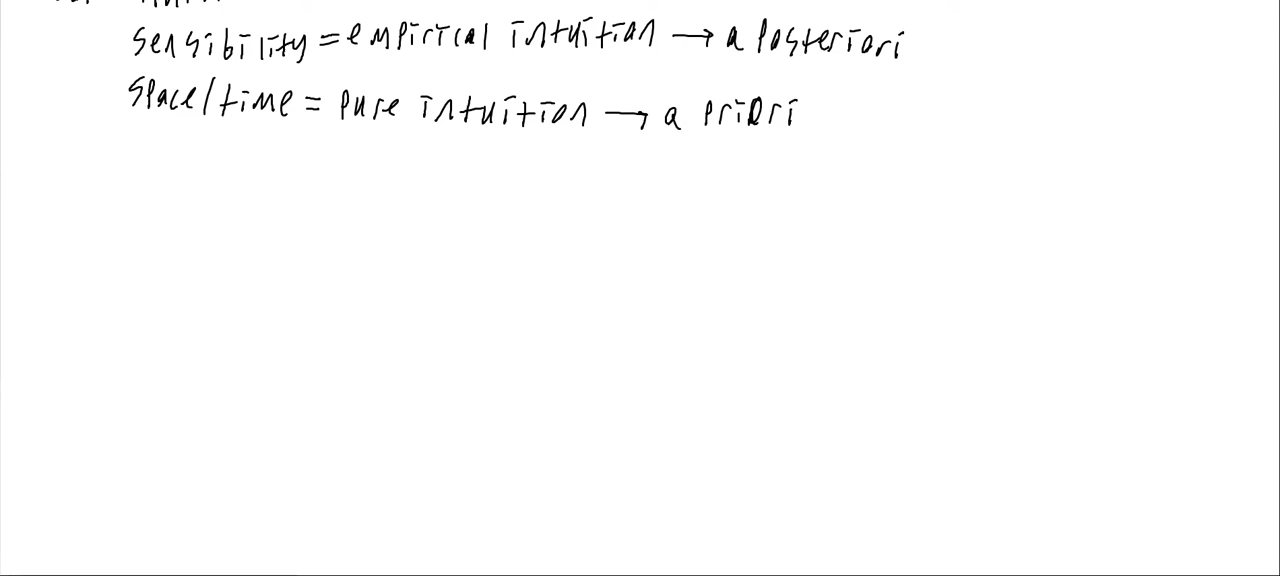 sensibility = empirical intuition → a posteriori
space/time = pure intuition → a priori